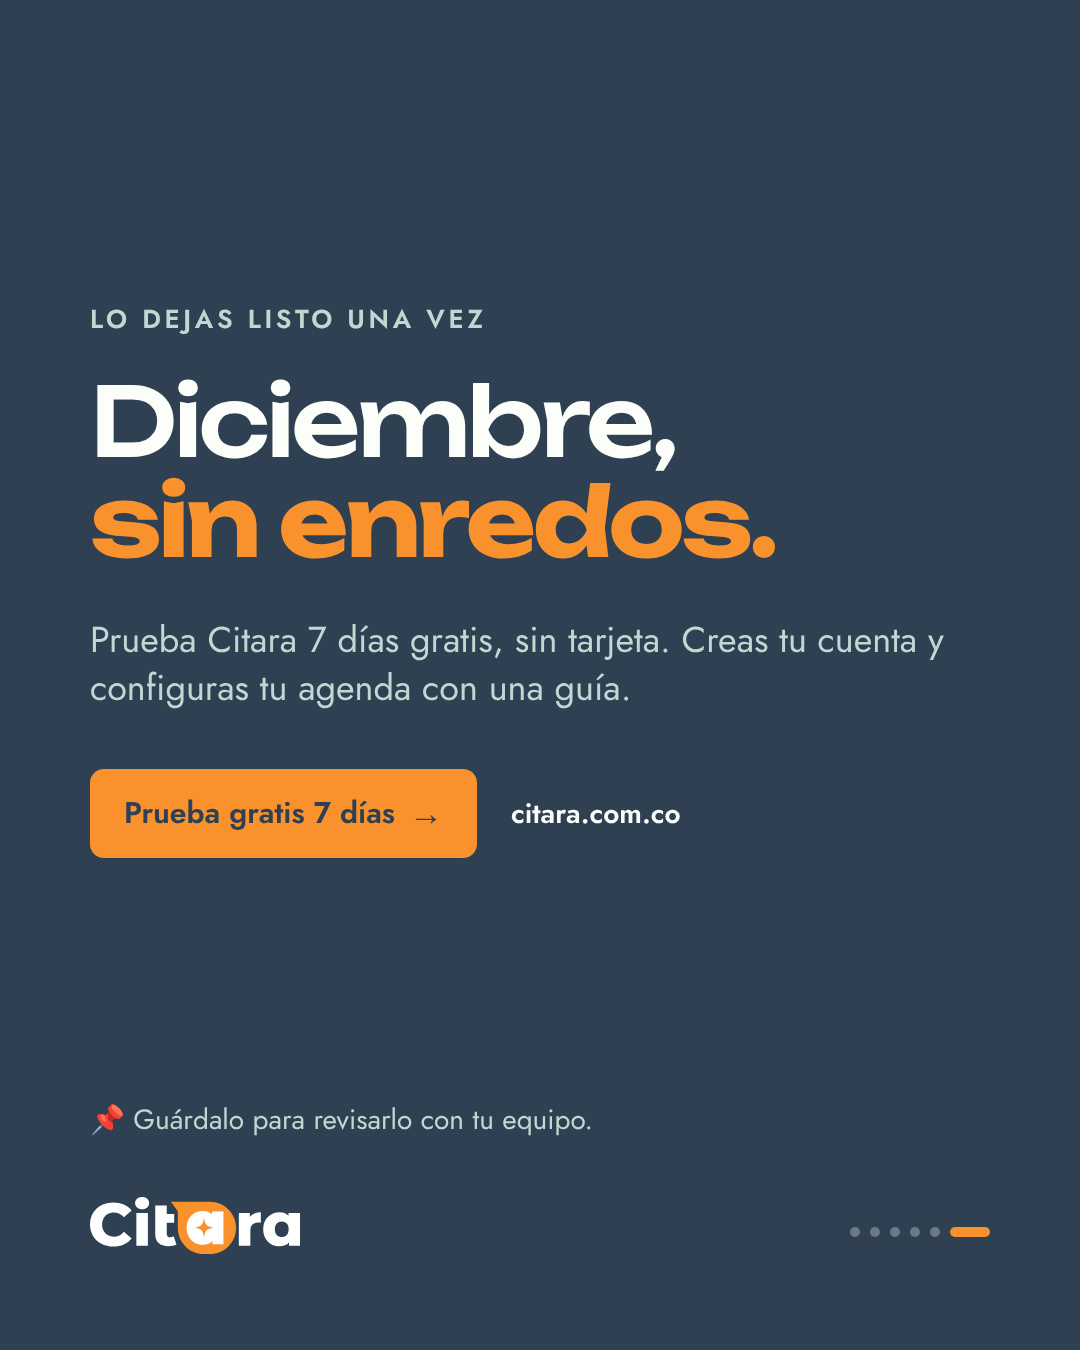 LO DEJAS LISTO UNA VEZ
Diciembre,
sin enredos.
Prueba Citara 7 días gratis, sin tarjeta. Creas tu cuenta y
configuras tu agenda con una guía.
Prueba gratis 7 días →
citara.com.co
📌 Guárdalo para revisarlo con tu equipo.
Citara